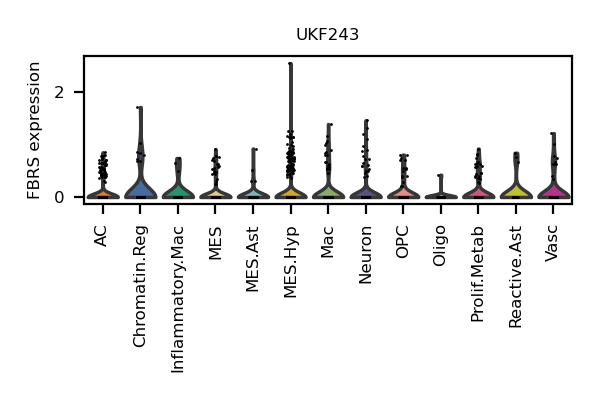 UKF243
FBRS expression
2
0
AC
Chromatin.Reg
Inflammatory.Mac
MES
MES.Ast
MES.Hyp
Mac
Neuron
OPC
Oligo
Prolif.Metab
Reactive.Ast
Vasc